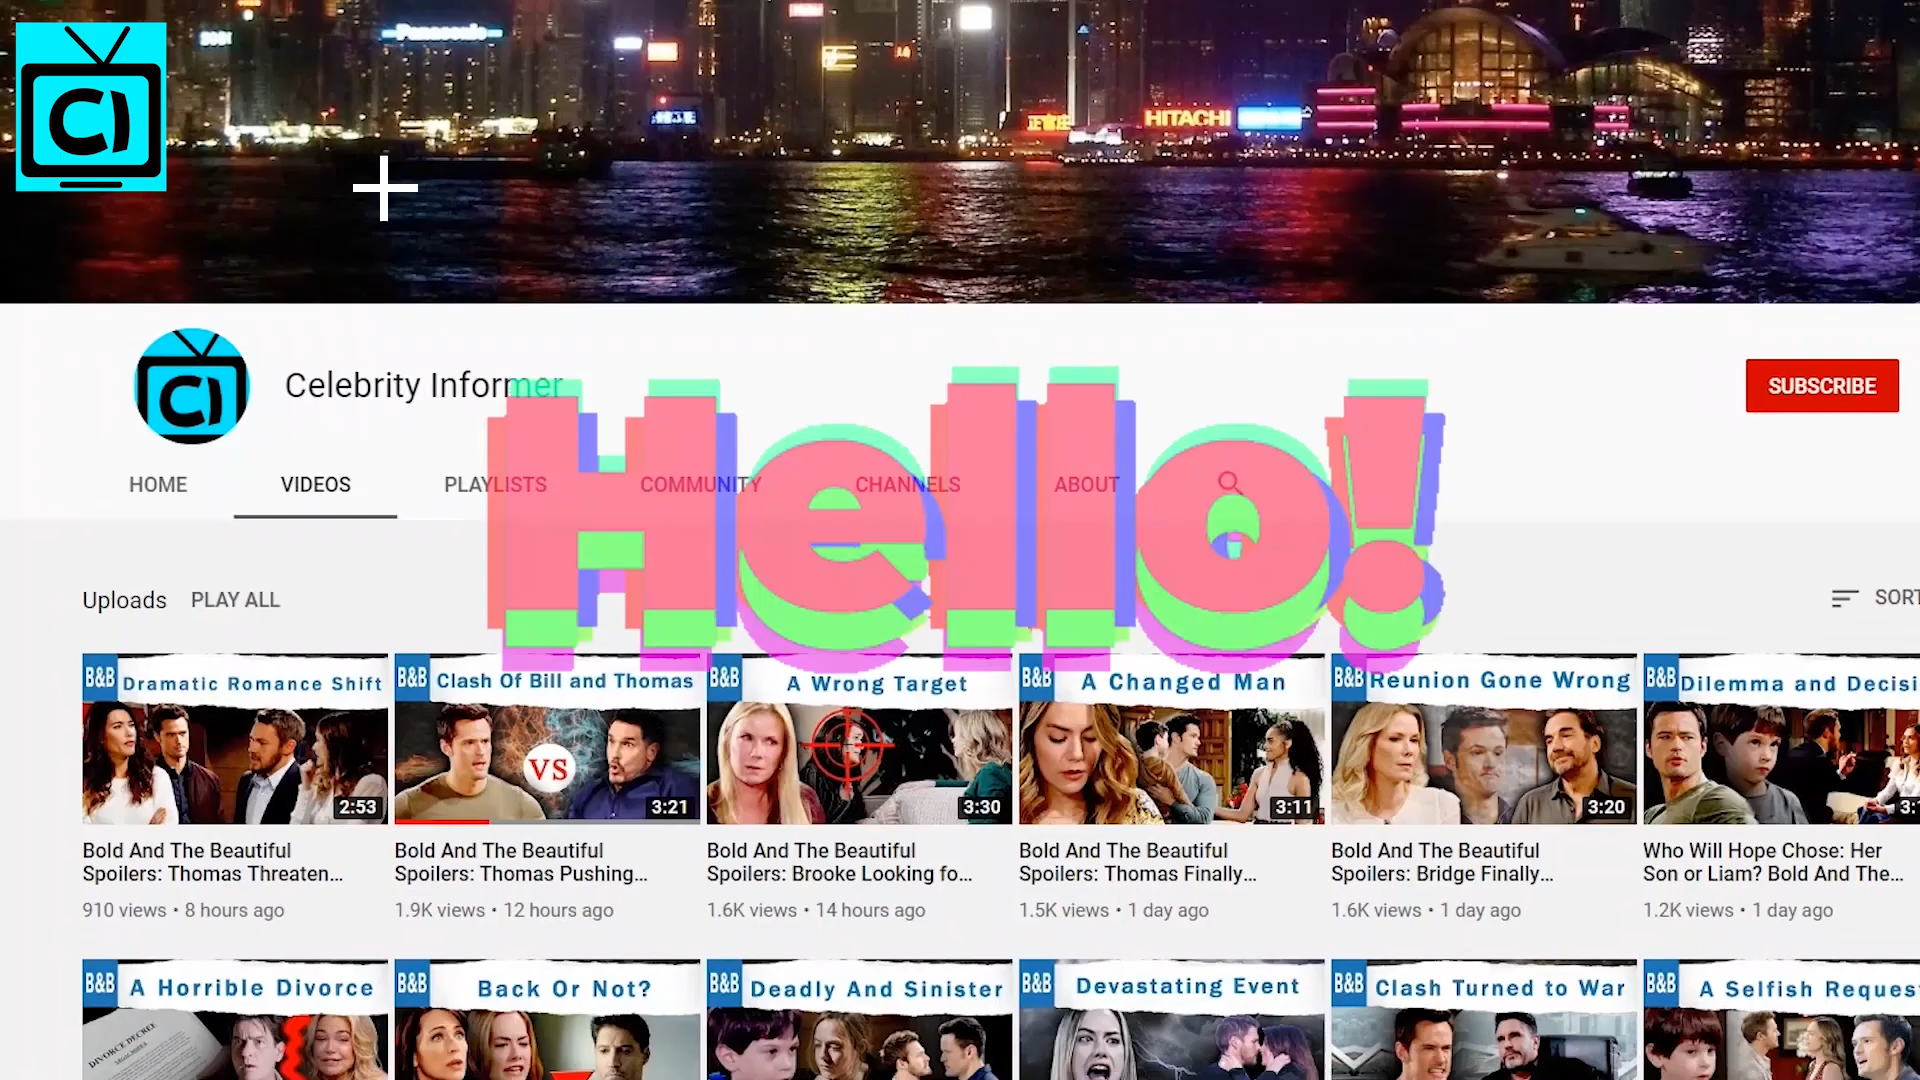 Panasonic
正官庄
HITACHI
CI
CI
Celebrity Informer
SUBSCRIBE
Hello!
HOME
VIDEOS
PLAYLISTS
COMMUNITY
CHANNELS
ABOUT
Uploads
PLAY ALL
SORT
B&B Dramatic Romance Shift
2:53
B&B Clash Of Bill and Thomas
VS
3:21
B&B A Wrong Target
3:30
B&B A Changed Man
3:11
B&B Reunion Gone Wrong
3:20
B&B Dilemma and Decisi
3:
Bold And The Beautiful
Spoilers: Thomas Threaten...
910 views • 8 hours ago
Bold And The Beautiful
Spoilers: Thomas Pushing...
1.9K views • 12 hours ago
Bold And The Beautiful
Spoilers: Brooke Looking fo...
1.6K views • 14 hours ago
Bold And The Beautiful
Spoilers: Thomas Finally...
1.5K views • 1 day ago
Bold And The Beautiful
Spoilers: Bridge Finally...
1.6K views • 1 day ago
Who Will Hope Chose: Her
Son or Liam? Bold And The...
1.2K views • 1 day ago
B&B A Horrible Divorce
DIVORCE DECREE
B&B Back Or Not?
B&B Deadly And Sinister
B&B Devastating Event
B&B Clash Turned to War
B&B A Selfish Reques